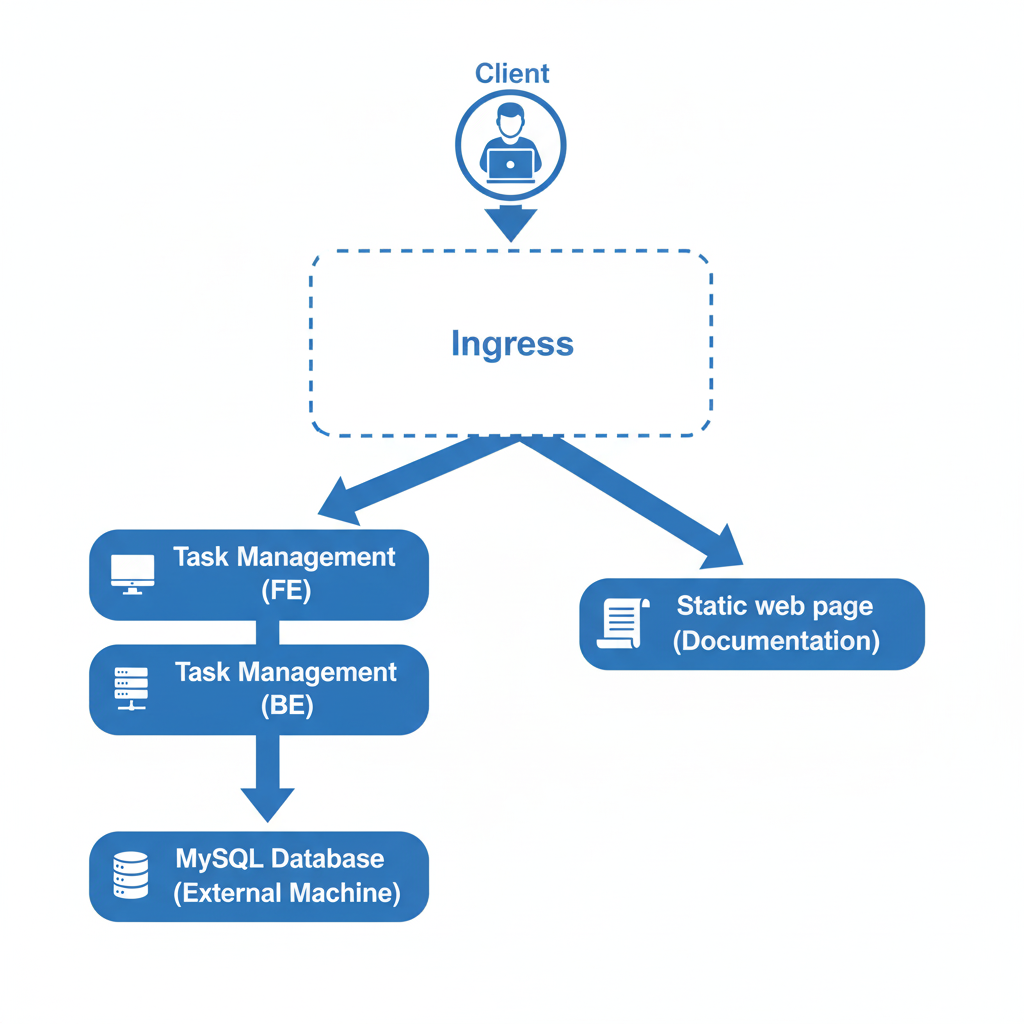 Client
Ingress
Task Management
(FE)
Task Management
(BE)
Static web page
(Documentation)
MySQL Database
(External Machine)